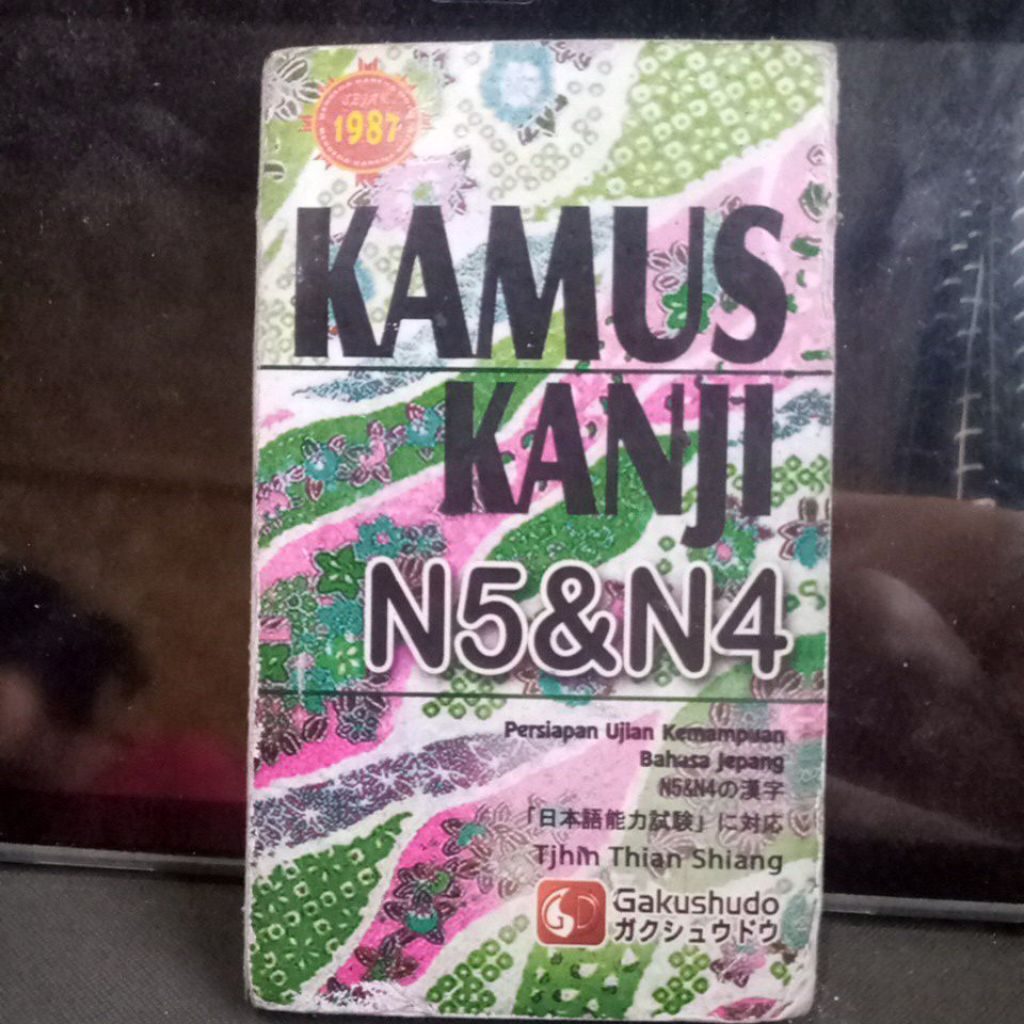 SEJAK
1987
KAMUS
KANJI
N5&N4
Persiapan Ujian Kemampuan
Bahasa Jepang
N5&N4の漢字
「日本語能力試験」に対応
Tjhin Thian Shiang
GD Gakushudo
ガクシュウドウ